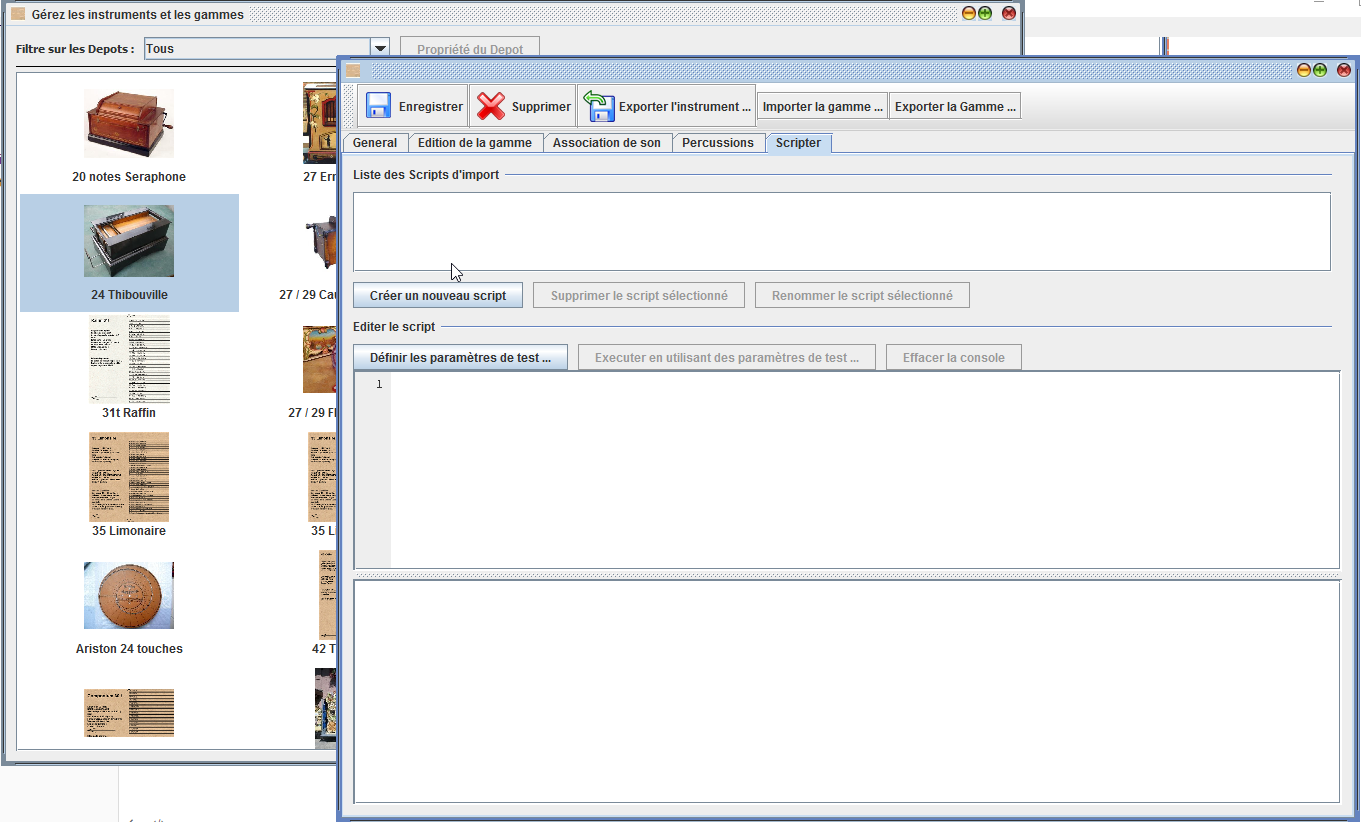 Gérez les instruments et les gammes
Filtre sur les Depots :
Tous
Propriété du Depot
20 notes Seraphone
27 Err
24 Thibouville
27 / 29 Ca
31t Raffin
27 / 29 Fl
35 Limonaire
35 Li
Ariston 24 touches
42 T
Enregistrer
Supprimer
Exporter l'instrument ...
Importer la gamme ...
Exporter la Gamme ...
General
Edition de la gamme
Association de son
Percussions
Scripter
Liste des Scripts d'import
Créer un nouveau script
Supprimer le script sélectionné
Renommer le script sélectionné
Editer le script
Définir les paramètres de test ...
Executer en utilisant des paramètres de test ...
Effacer la console
1